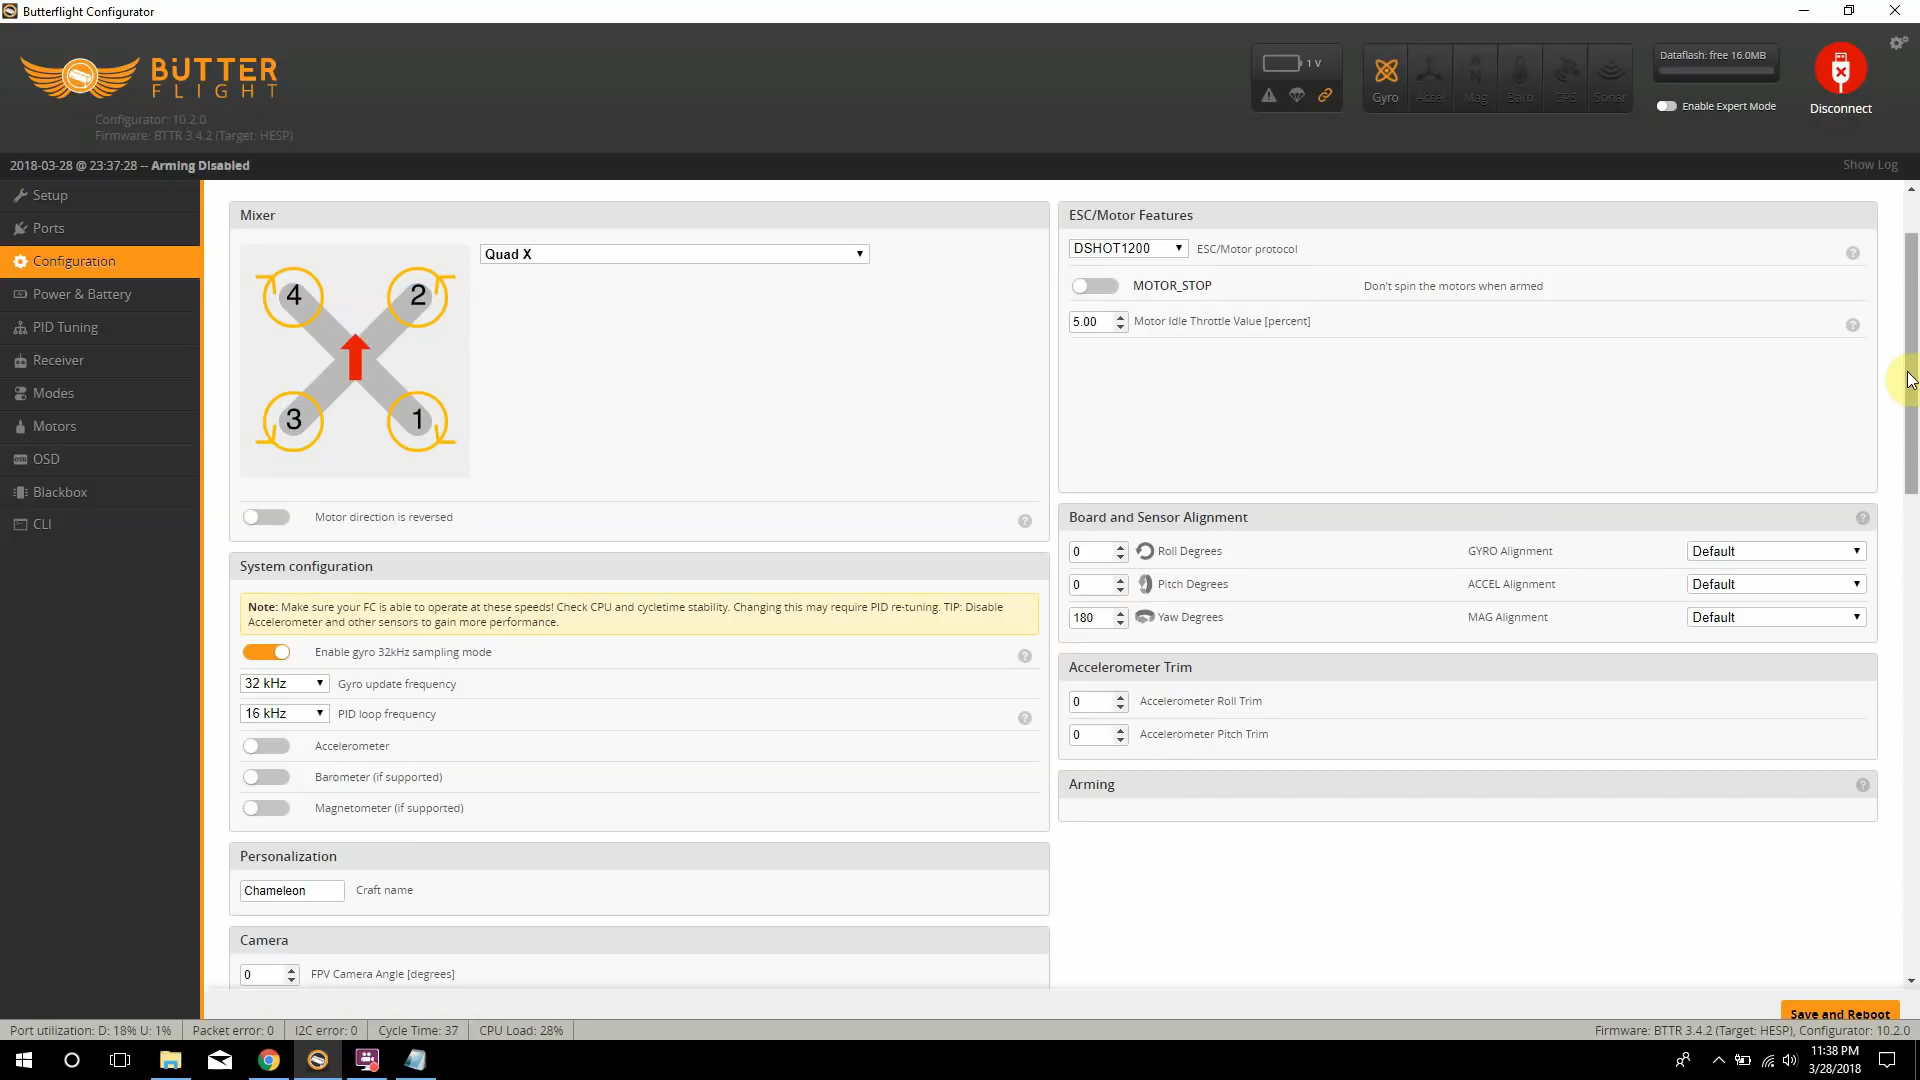 Butterflight Configurator
BUTTER
FLIGHT
Configurator: 10.2.0
Firmware: BTTR 3.4.2 (Target: HESP)
1 V
Gyro
Accel
Mag
Baro
GPS
Sonar
Dataflash: free 16.0MB
Enable Expert Mode
Disconnect
2018-03-28 @ 23:37:28 -- Arming Disabled
Show Log
Setup
Ports
Configuration
Power & Battery
PID Tuning
Receiver
Modes
Motors
OSD
Blackbox
CLI
Mixer
Quad X
4
2
3
1
Motor direction is reversed
System configuration
Note: Make sure your FC is able to operate at these speeds! Check CPU and cycletime stability. Changing this may require PID re-tuning. TIP: Disable
Accelerometer and other sensors to gain more performance.
Enable gyro 32kHz sampling mode
32 kHz Gyro update frequency
16 kHz PID loop frequency
Accelerometer
Barometer (if supported)
Magnetometer (if supported)
Personalization
Chameleon Craft name
Camera
0 FPV Camera Angle [degrees]
ESC/Motor Features
DSHOT1200 ESC/Motor protocol
MOTOR_STOP Don't spin the motors when armed
5.00 Motor Idle Throttle Value [percent]
Board and Sensor Alignment
0 Roll Degrees GYRO Alignment Default
0 Pitch Degrees ACCEL Alignment Default
180 Yaw Degrees MAG Alignment Default
Accelerometer Trim
0 Accelerometer Roll Trim
0 Accelerometer Pitch Trim
Arming
Save and Reboot
Port utilization: D: 18% U: 1% Packet error: 0 I2C error: 0 Cycle Time: 37 CPU Load: 28% Firmware: BTTR 3.4.2 (Target: HESP), Configurator: 10.2.0
11:38 PM
3/28/2018